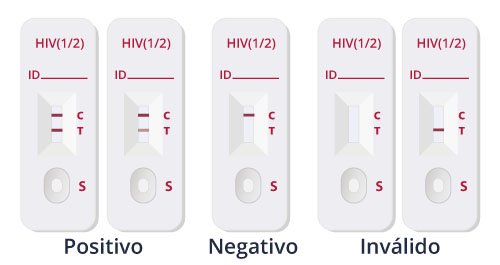 HIV(1/2) HIV(1/2) HIV(1/2) HIV(1/2) HIV(1/2)
ID ID ID ID ID
C C C C C
T T T T T
S S S S S
Positivo Negativo Inválido